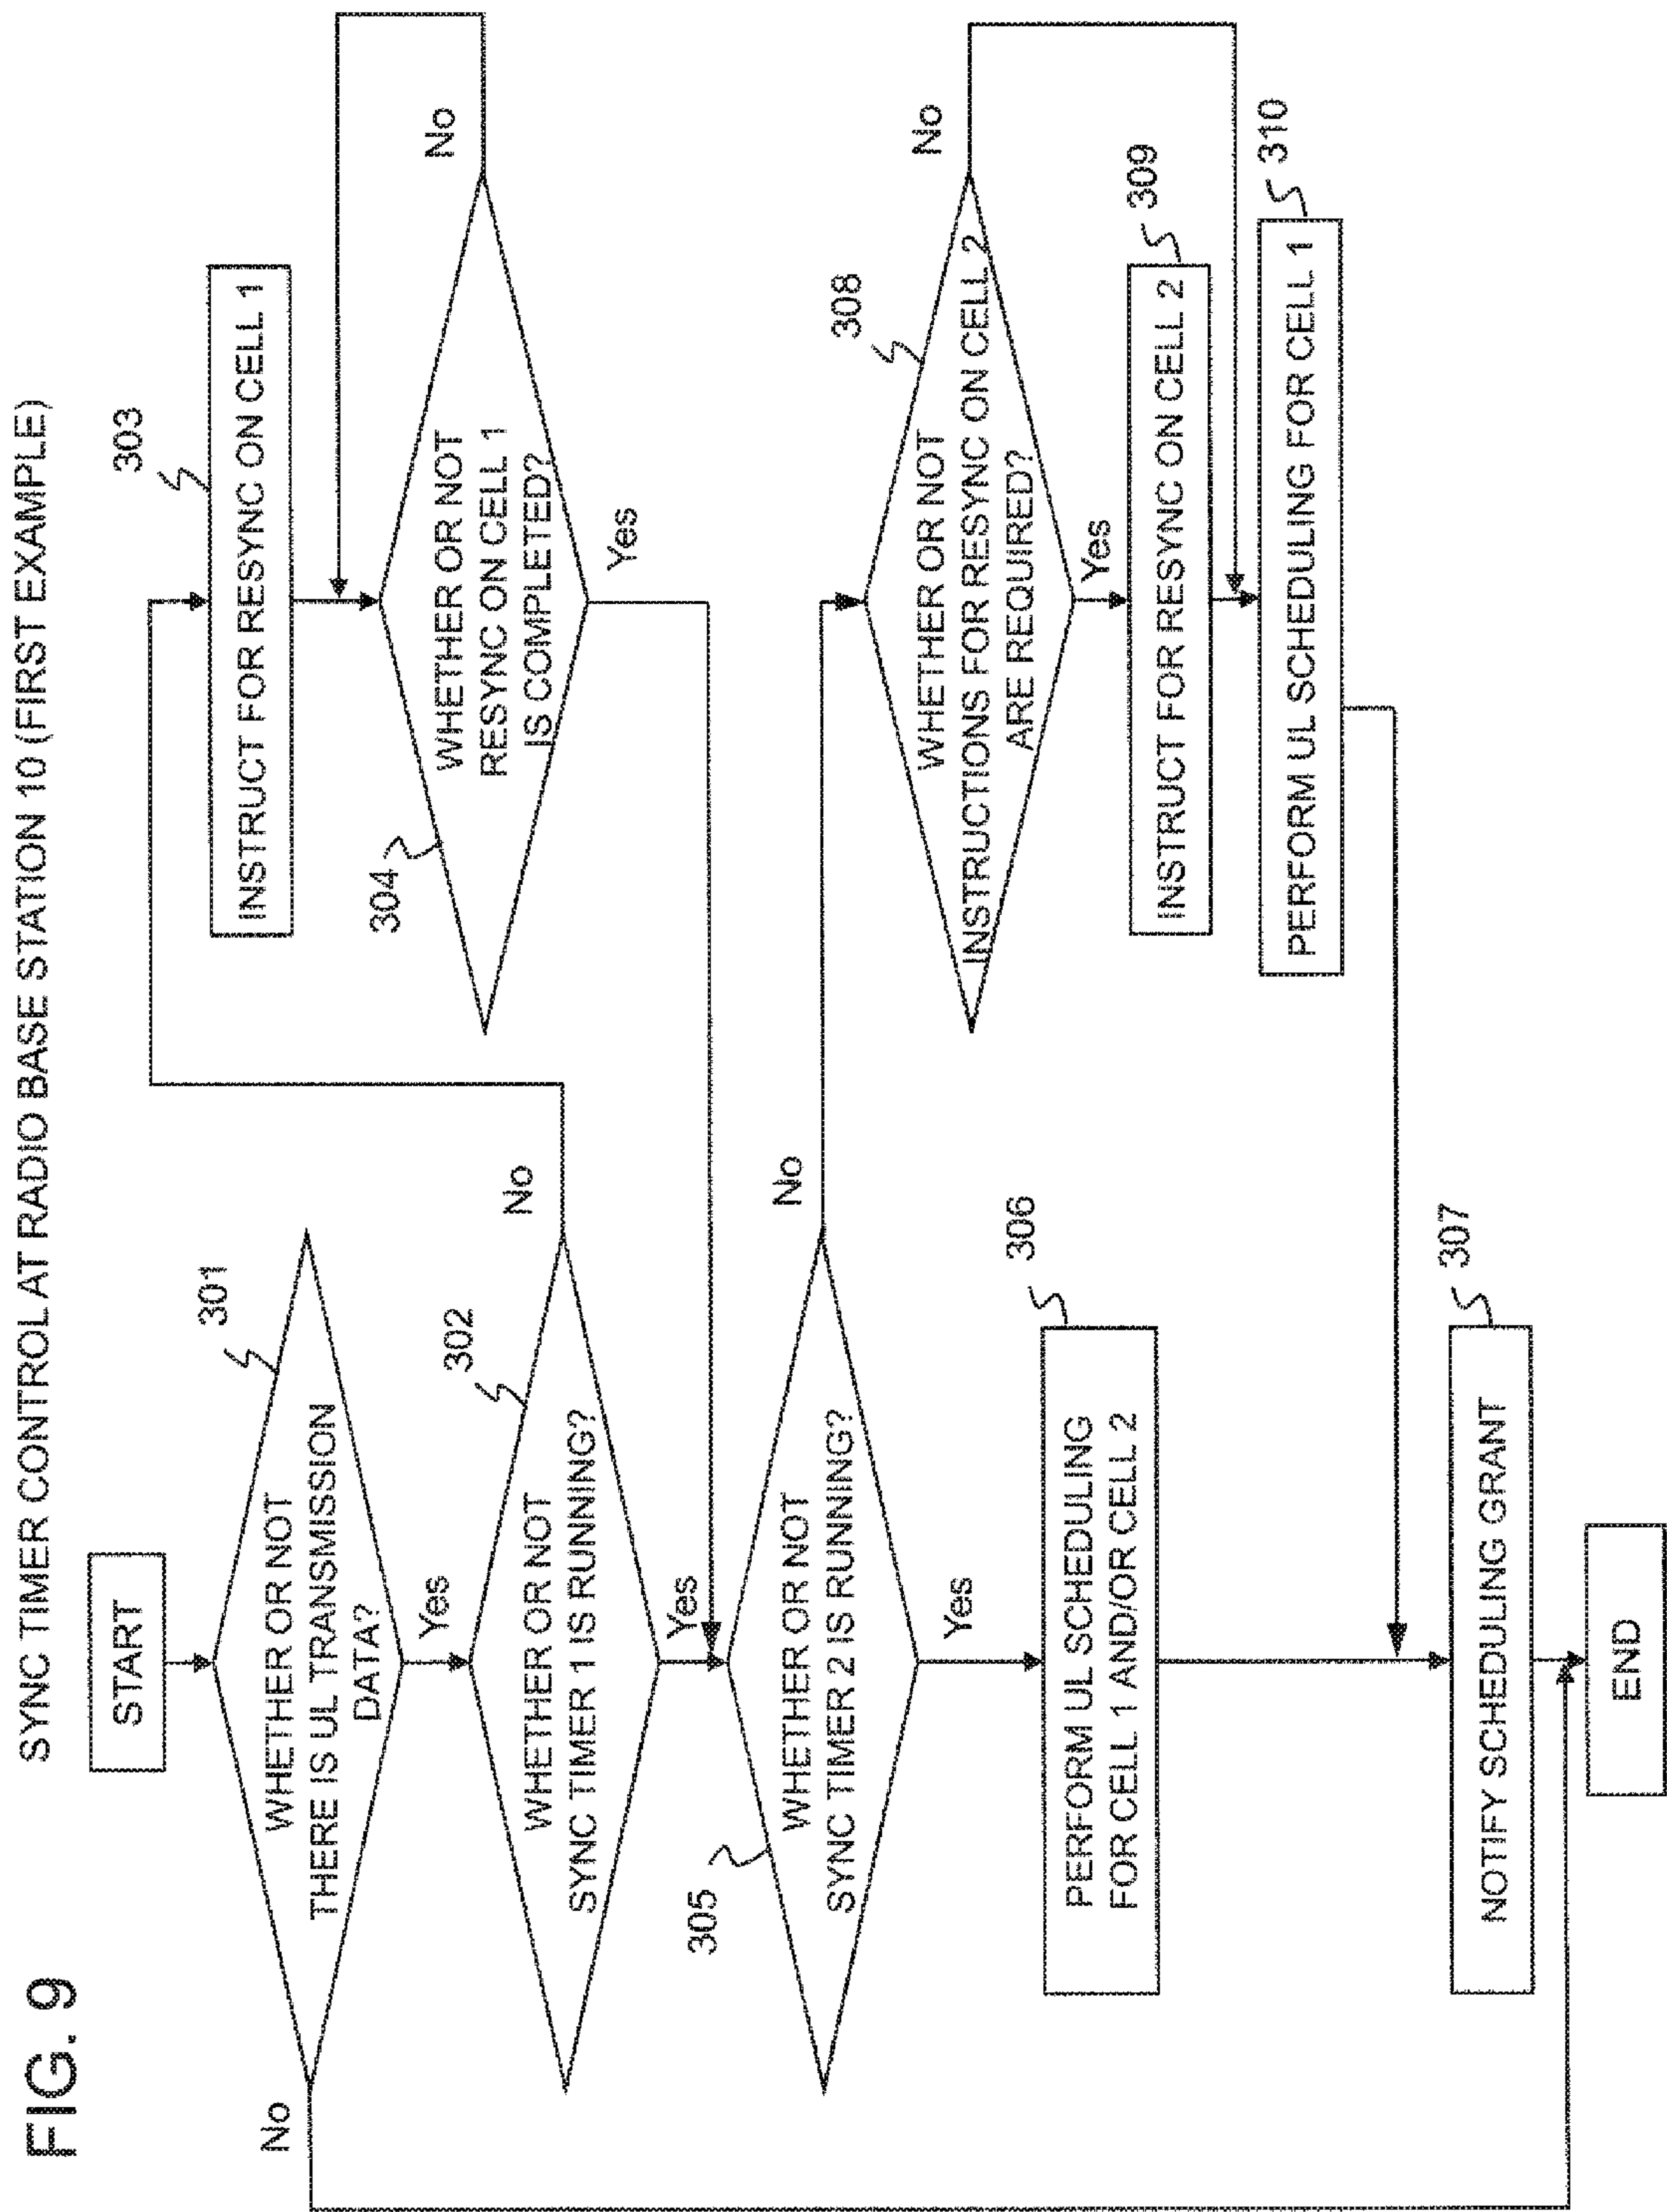 FIG. 9
SYNC TIMER CONTROL AT RADIO BASE STATION 10 (FIRST EXAMPLE)
START
301
WHETHER OR NOT
THERE IS UL TRANSMISSION
DATA?
No
Yes
302
WHETHER OR NOT
SYNC TIMER 1 IS RUNNING?
No
Yes
303
INSTRUCT FOR RESYNC ON CELL 1
304
WHETHER OR NOT
RESYNC ON CELL 1
IS COMPLETED?
No
Yes
305
WHETHER OR NOT
SYNC TIMER 2 IS RUNNING?
No
Yes
306
PERFORM UL SCHEDULING
FOR CELL 1 AND/OR CELL 2
308
WHETHER OR NOT
INSTRUCTIONS FOR RESYNC ON CELL 2
ARE REQUIRED?
No
Yes
309
INSTRUCT FOR RESYNC ON CELL 2
310
PERFORM UL SCHEDULING FOR CELL 1
307
NOTIFY SCHEDULING GRANT
END